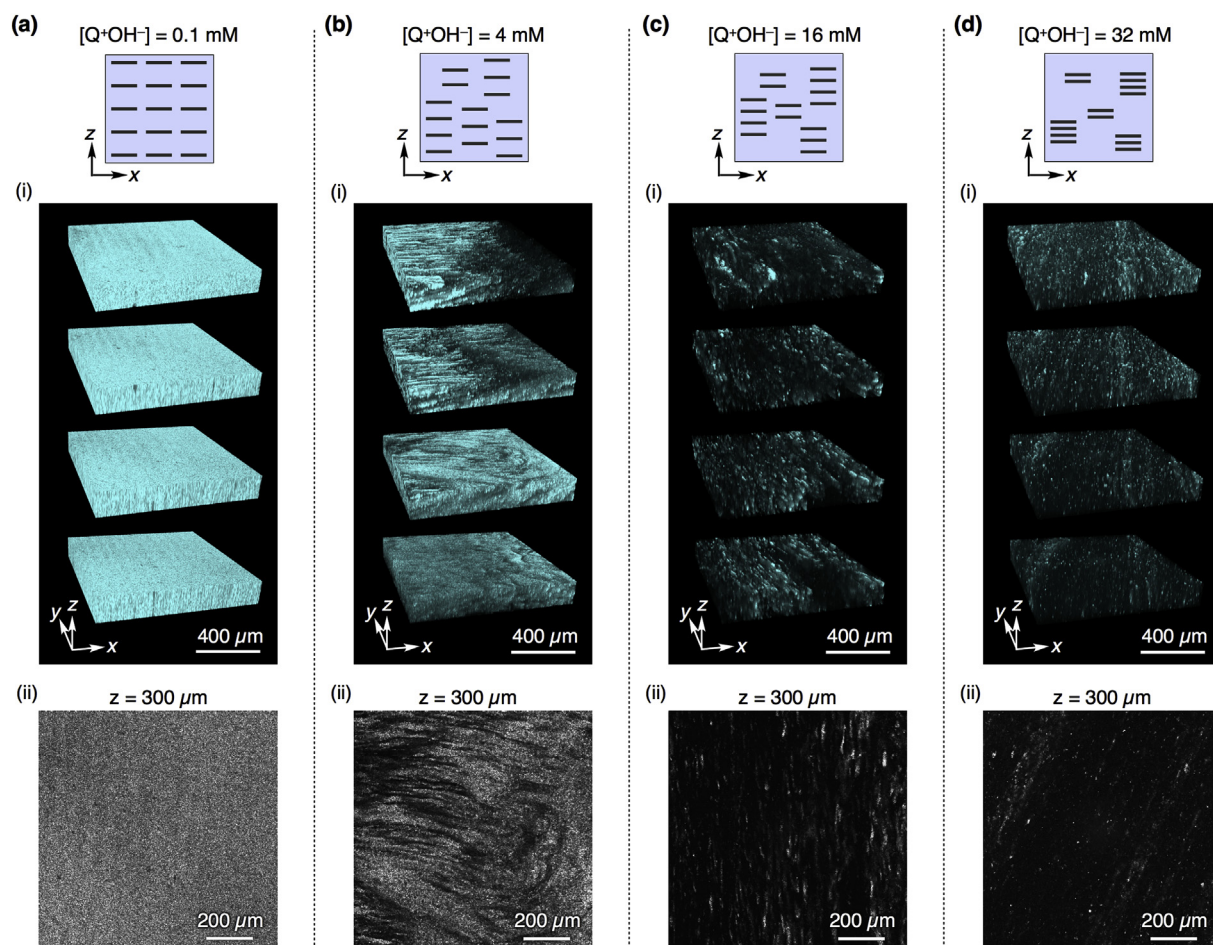 (a)
[Q⁺OH⁻] = 0.1 mM
z
x
(i)
y
z
x
400 µm
(ii)
z = 300 µm
200 µm
(b)
[Q⁺OH⁻] = 4 mM
z
x
(i)
y
z
x
400 µm
(ii)
z = 300 µm
200 µm
(c)
[Q⁺OH⁻] = 16 mM
z
x
(i)
y
z
x
400 µm
(ii)
z = 300 µm
200 µm
(d)
[Q⁺OH⁻] = 32 mM
z
x
(i)
y
z
x
400 µm
(ii)
z = 300 µm
200 µm